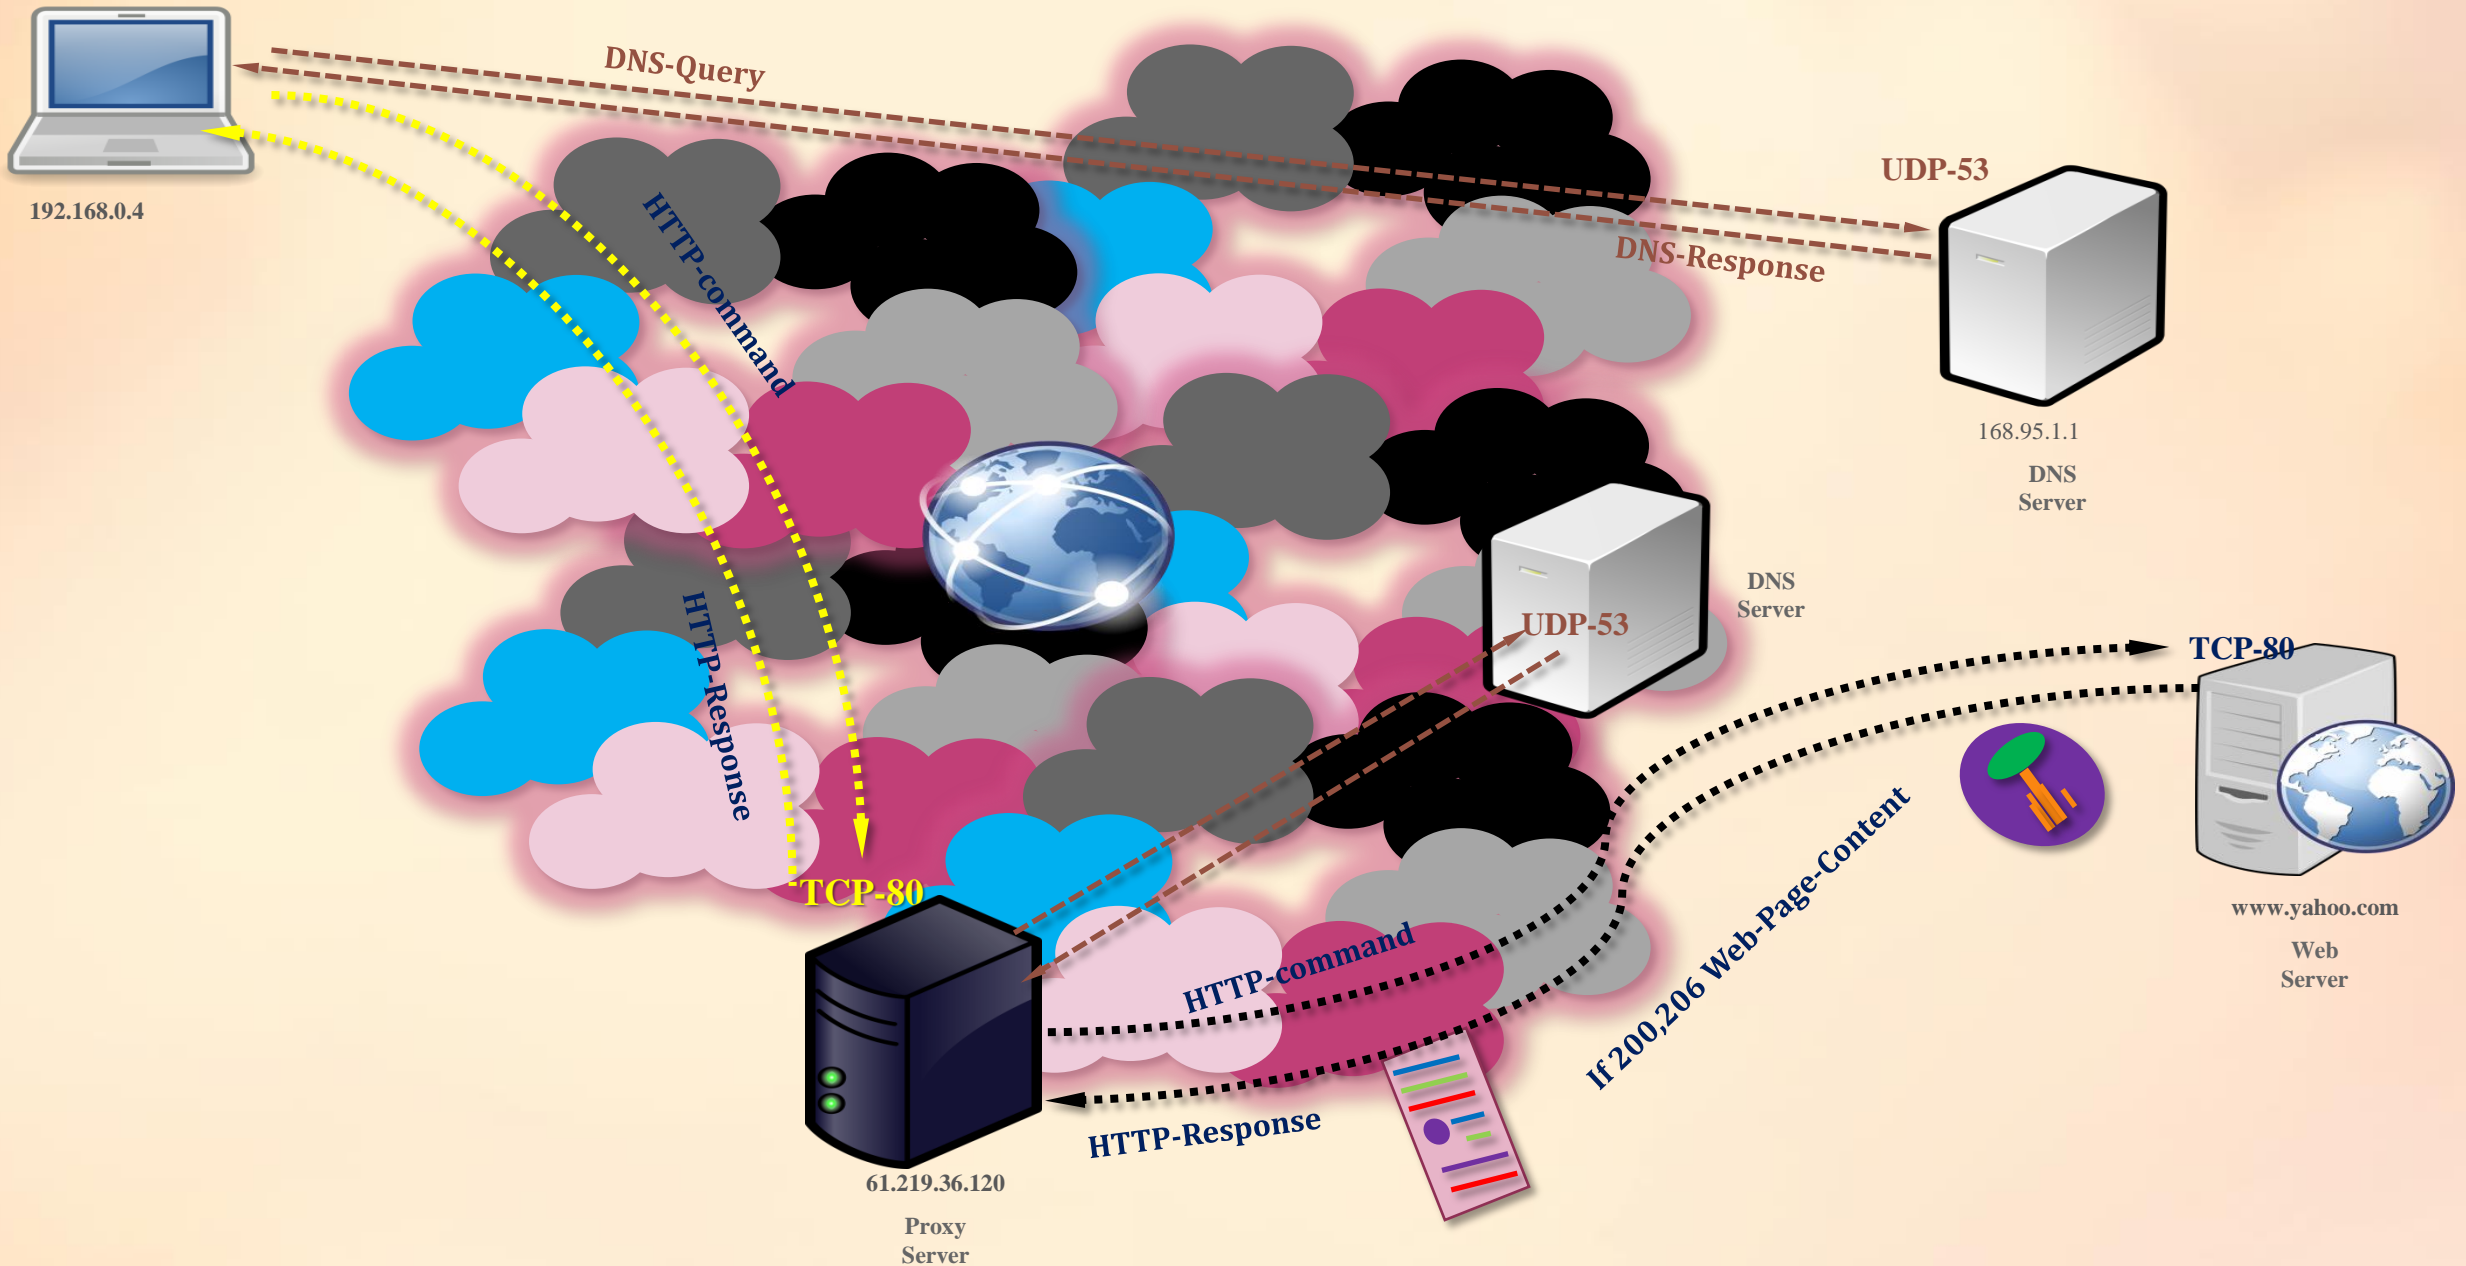 DNS-Query
UDP-53
192.168.0.4
HTTP-command
DNS-Response
168.95.1.1
DNS
Server
DNS
Server
UDP-53
HTTP-Response
TCP-80
TCP-80
If 200,206 Web-Page-Content
www.yahoo.com
Web
Server
HTTP-command
HTTP-Response
61.219.36.120
Proxy
Server